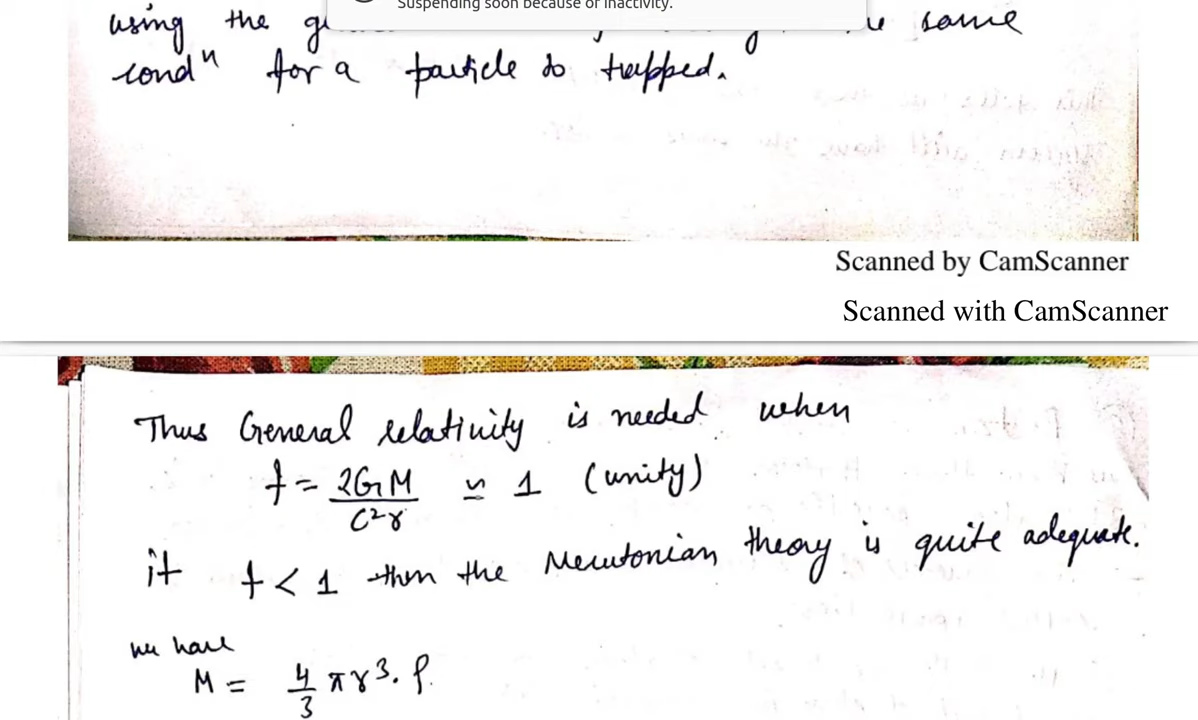 Suspending soon because of inactivity.
using the same
condⁿ for a particle to trapped.
Scanned by CamScanner
Scanned with CamScanner
Thus General relativity is needed when
f = 2GM/c²r ≃ 1 (unity)
if f < 1 then the Newtonian theory is quite adequate.
we have
M = 4/3 πr³.ρ.